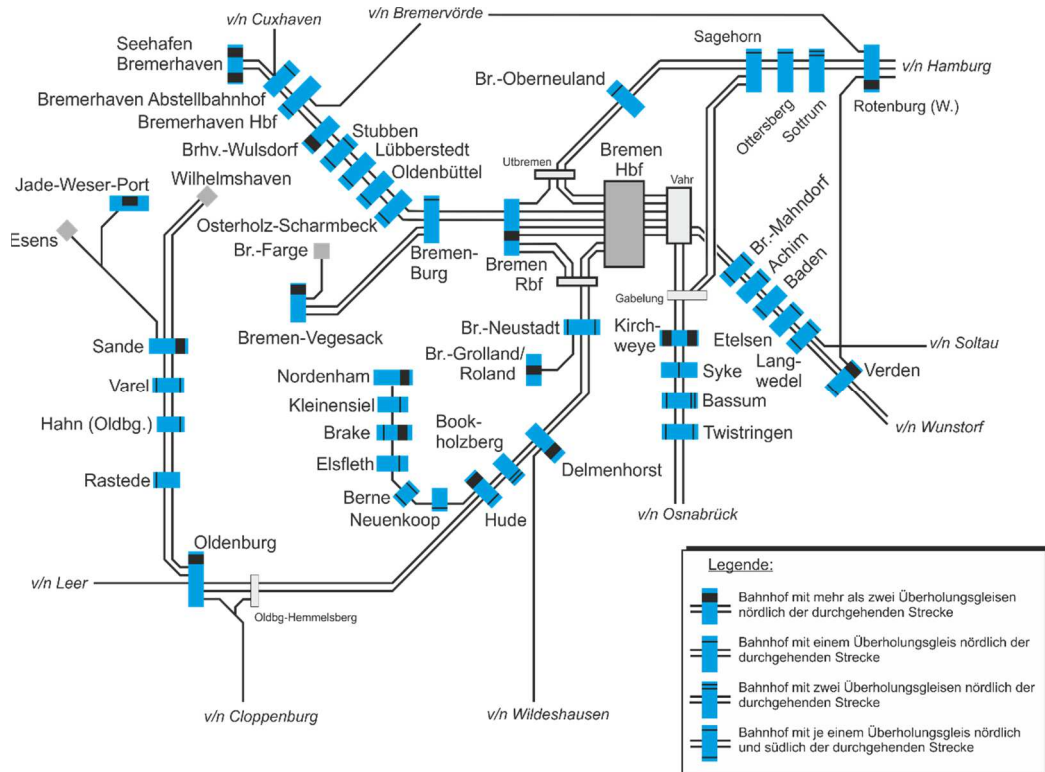 v/n Cuxhaven
v/n Bremervörde
Seehafen
Bremerhaven
Sagehorn
v/n Hamburg
Br.-Oberneuland
Bremerhaven Abstellbahnhof
Bremerhaven Hbf
Rotenburg (W.)
Ottersberg
Sottrum
Brhv.-Wulsdorf
Stubben
Lübberstedt
Oldenbüttel
Utbremen
Bremen
Hbf
Vahr
Jade-Weser-Port
Wilhelmshaven
Esens
Osterholz-Scharmbeck
Br.-Farge
Bremen-
Burg
Bremen
Rbf
Br.-Mahndorf
Achim
Baden
Gabelung
Bremen-Vegesack
Br.-Neustadt
Kirch-
weye
Etelsen
Lang-
wedel
v/n Soltau
Verden
Sande
Br.-Grolland/
Roland
Syke
Varel
Nordenham
Kleinensiel
Bassum
v/n Wunstorf
Hahn (Oldbg.)
Brake
Book-
holzberg
Twistringen
Elsfleth
Delmenhorst
Rastede
Berne
Neuenkoop
Hude
v/n Osnabrück
Oldenburg
v/n Leer
Oldbg-Hemmelsberg
v/n Cloppenburg
v/n Wildeshausen
Legende:
Bahnhof mit mehr als zwei Überholungsgleisen
nördlich der durchgehenden Strecke
Bahnhof mit einem Überholungsgleis nördlich der
durchgehenden Strecke
Bahnhof mit zwei Überholungsgleisen nördlich der
durchgehenden Strecke
Bahnhof mit je einem Überholungsgleis nördlich
und südlich der durchgehenden Strecke